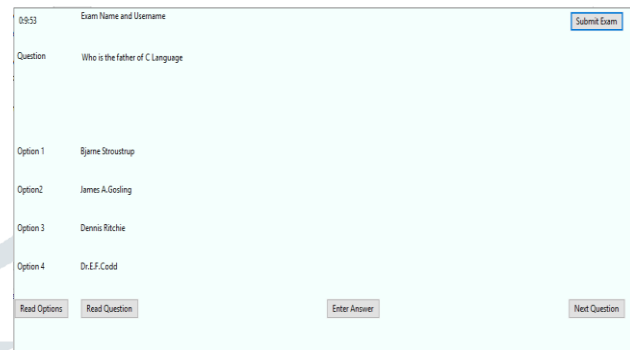 0:9:53 Exam Name and Username Submit Exam
Question Who is the father of C Language
Option 1 Bjarne Stroustrup
Option2 James A.Gosling
Option 3 Dennis Ritchie
Option 4 Dr.E.F.Codd
Read Options Read Question Enter Answer Next Question